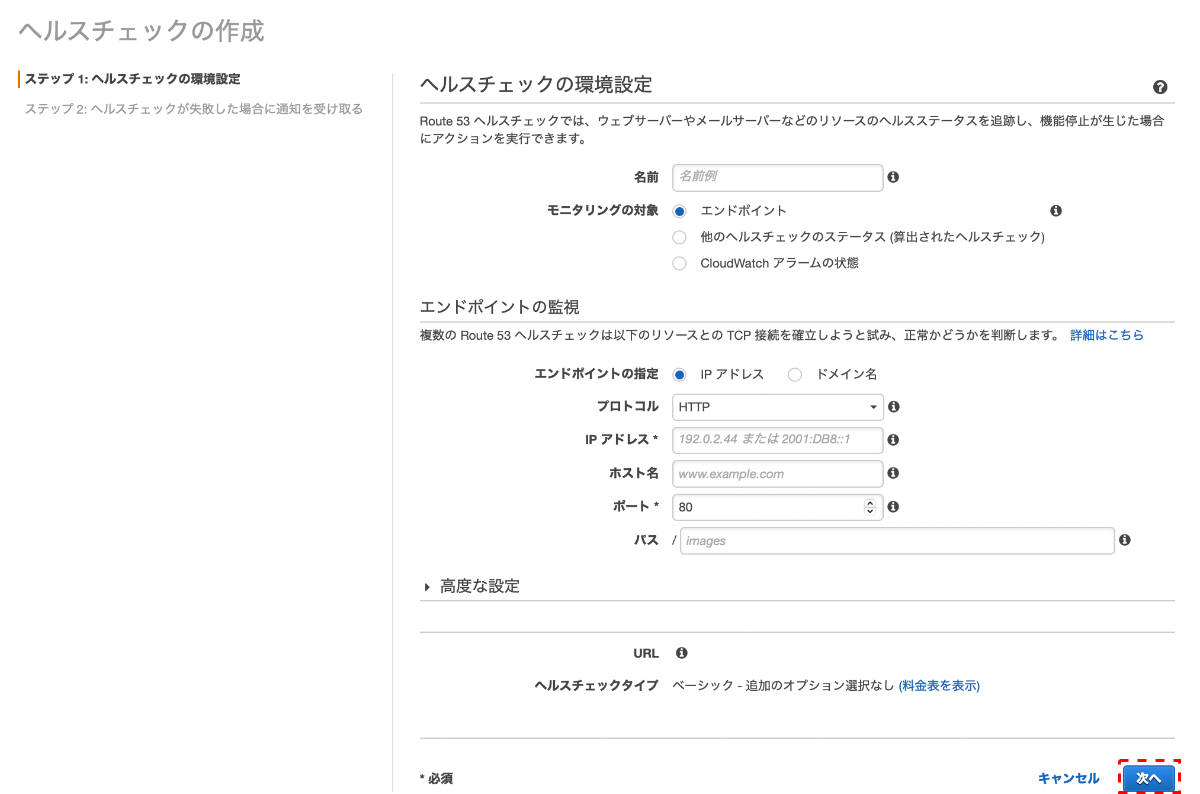 ヘルスチェックの作成
ステップ 1: ヘルスチェックの環境設定
ステップ 2: ヘルスチェックが失敗した場合に通知を受け取る
ヘルスチェックの環境設定
Route 53 ヘルスチェックでは、ウェブサーバーやメールサーバーなどのリソースのヘルスステータスを追跡し、機能停止が生じた場合
にアクションを実行できます。
名前 名前例
モニタリングの対象 エンドポイント
他のヘルスチェックのステータス (算出されたヘルスチェック)
CloudWatch アラームの状態
エンドポイントの監視
複数の Route 53 ヘルスチェックは以下のリソースとの TCP 接続を確立しようと試み、正常かどうかを判断します。 詳細はこちら
エンドポイントの指定 IP アドレス ドメイン名
プロトコル HTTP
IP アドレス * 192.0.2.44 または 2001:DB8::1
ホスト名 www.example.com
ポート * 80
パス / images
高度な設定
URL
ヘルスチェックタイプ ベーシック - 追加のオプション選択なし (料金表を表示)
* 必須 キャンセル 次へ